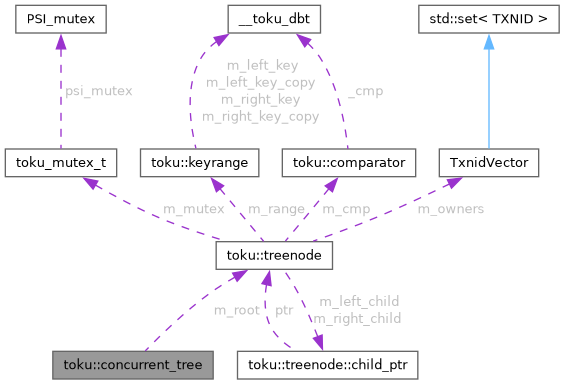 PSI_mutex
__toku_dbt
std::set< TXNID >
m_left_key
m_left_key_copy
m_right_key
m_right_key_copy
psi_mutex
_cmp
toku_mutex_t
toku::keyrange
toku::comparator
TxnidVector
m_mutex
m_range
m_cmp
m_owners
toku::treenode
m_root
ptr
m_left_child
m_right_child
toku::concurrent_tree
toku::treenode::child_ptr